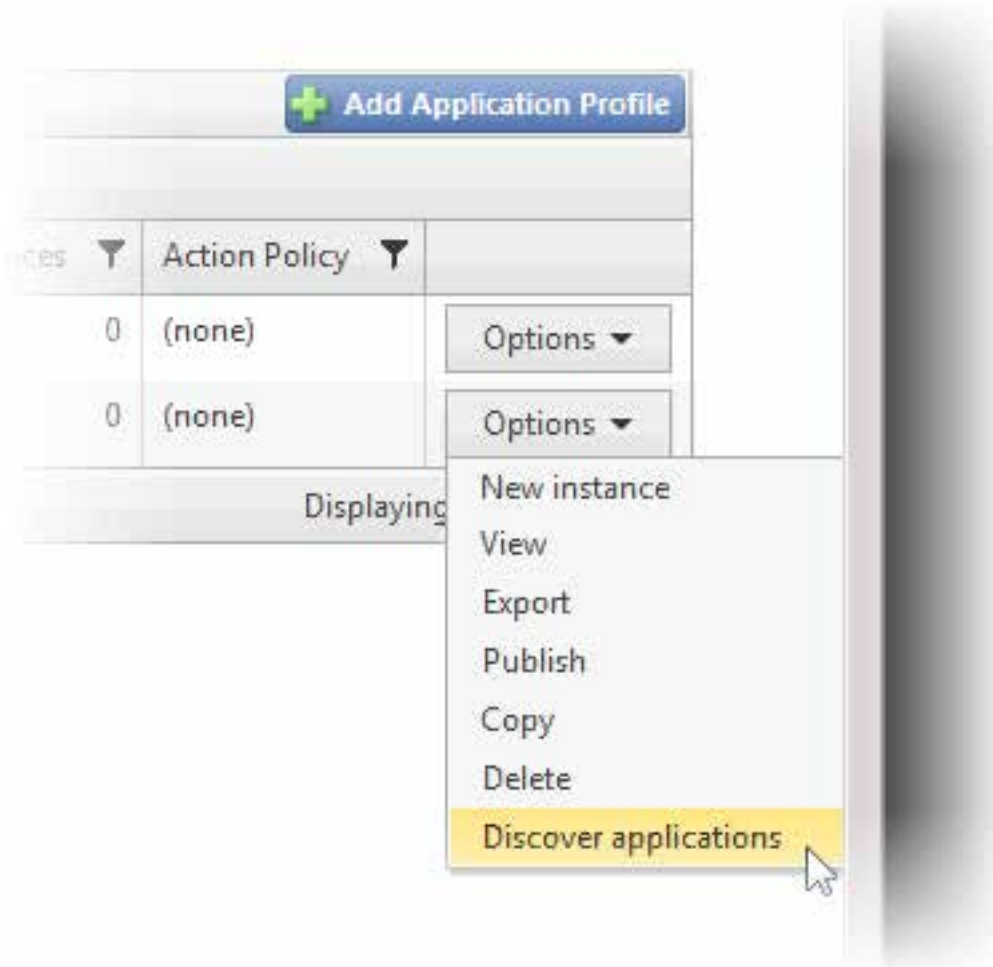 Add Application Profile
Action Policy
0 (none) Options
0 (none) Options
Displaying
New instance
View
Export
Publish
Copy
Delete
Discover applications